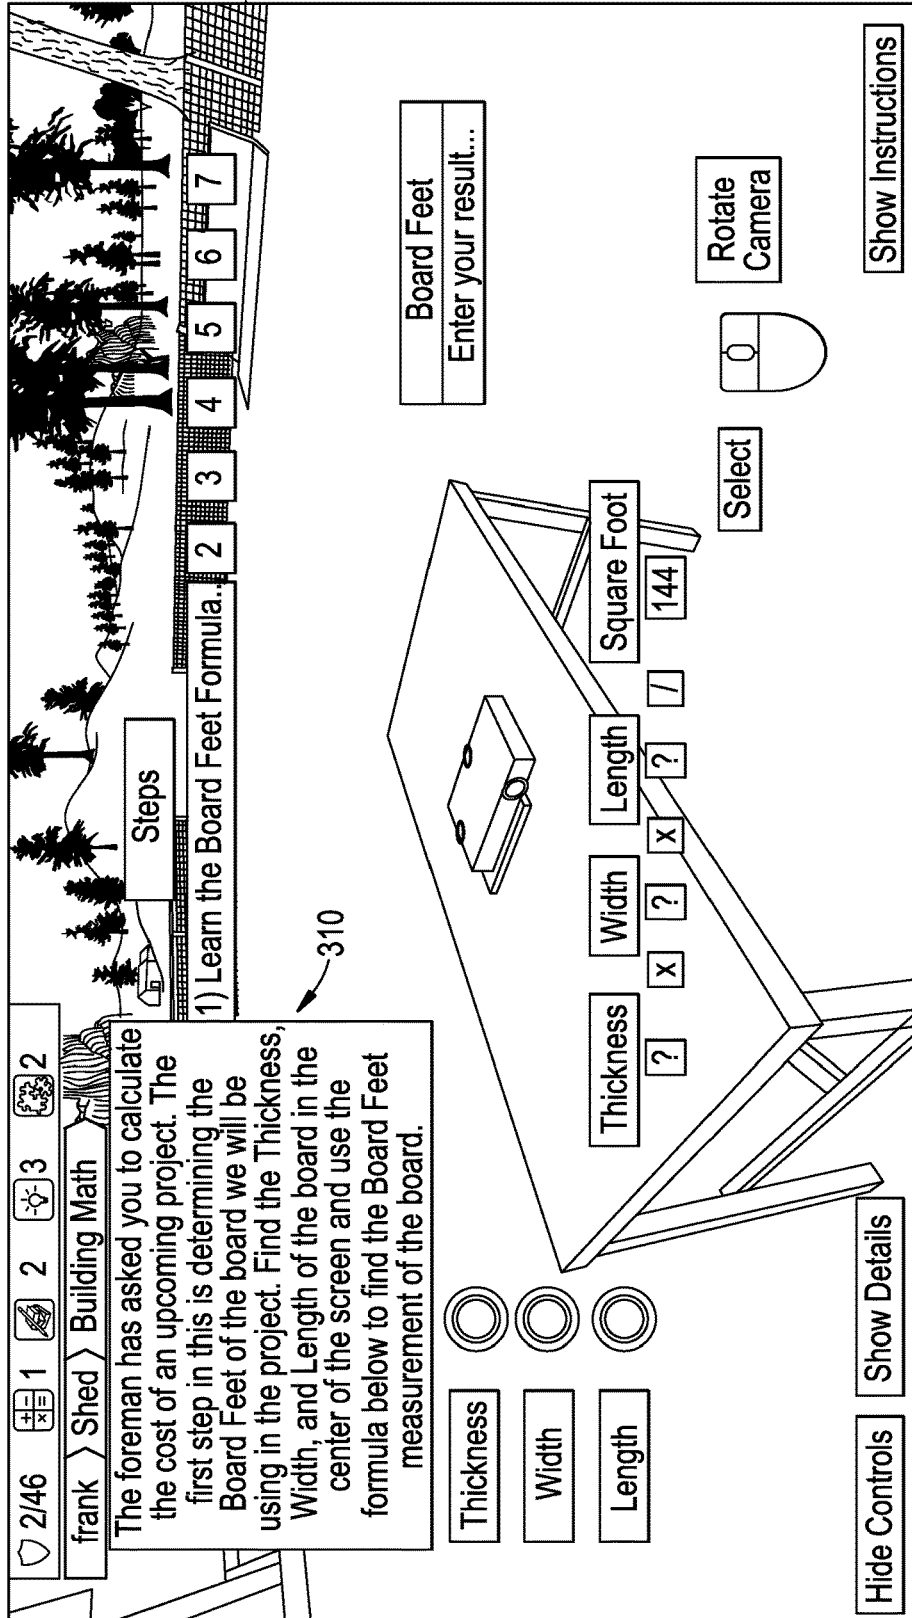 2/46 1 2 3 2
frank Shed Building Math
The foreman has asked you to calculate
the cost of an upcoming project. The
first step in this is determining the
Board Feet of the board we will be
using in the project. Find the Thickness,
Width, and Length of the board in the
center of the screen and use the
formula below to find the Board Feet
measurement of the board.
Steps
1) Learn the Board Feet Formula... 2 3 4 5 6 7
310
Board Feet
Enter your result...
Thickness
Width
Length
Thickness Width Length Square Foot
? x ? x ? / 144
Select
Rotate
Camera
Hide Controls Show Details Show Instructions